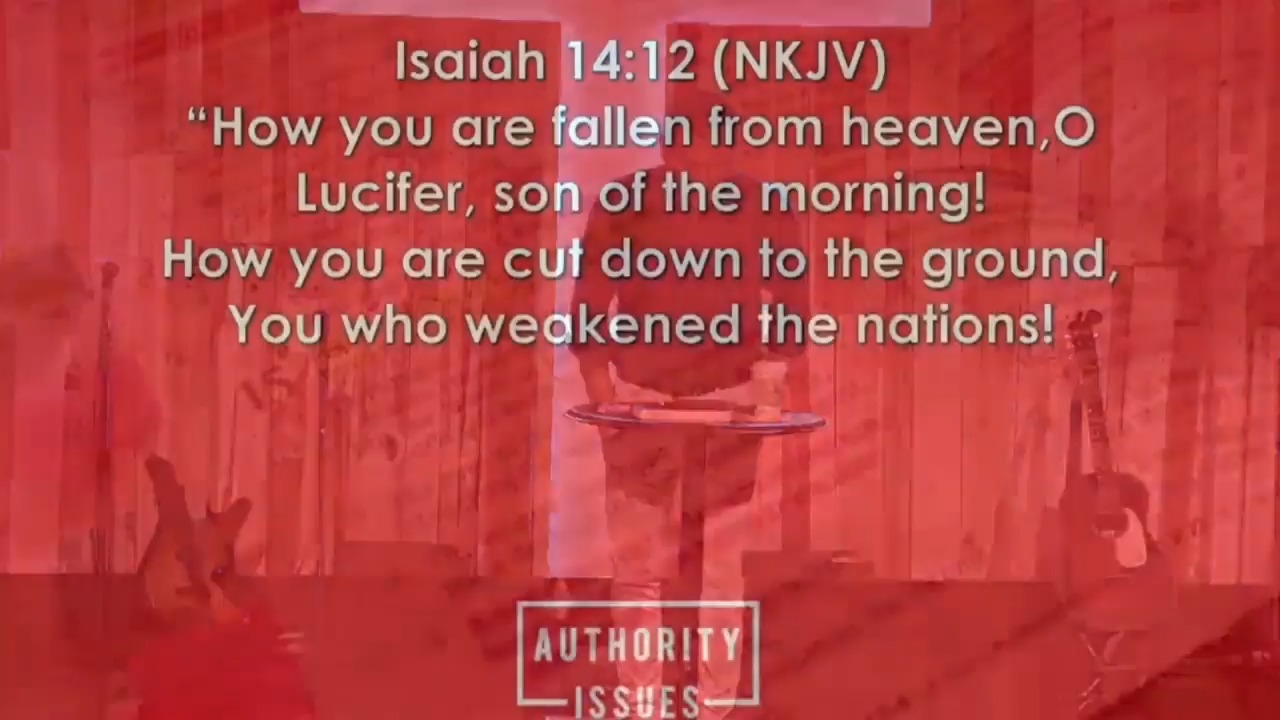 Isaiah 14:12 (NKJV)
“How you are fallen from heaven,O
Lucifer, son of the morning!
How you are cut down to the ground,
You who weakened the nations!
AUTHORITY
ISSUES